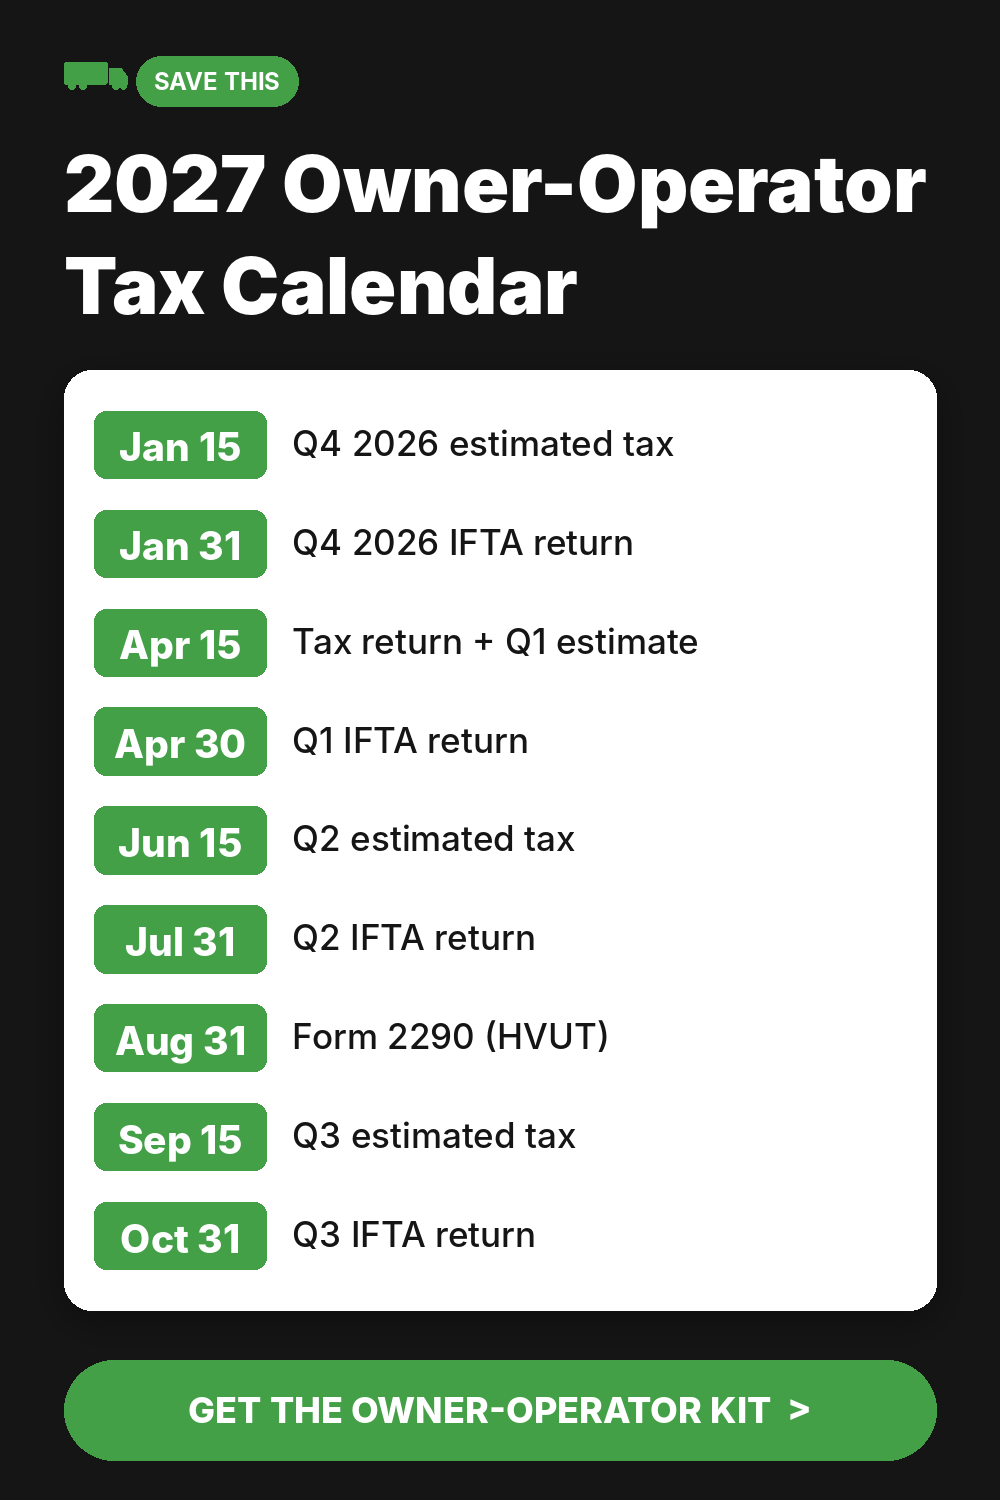 SAVE THIS
2027 Owner-Operator
Tax Calendar
Jan 15 Q4 2026 estimated tax
Jan 31 Q4 2026 IFTA return
Apr 15 Tax return + Q1 estimate
Apr 30 Q1 IFTA return
Jun 15 Q2 estimated tax
Jul 31 Q2 IFTA return
Aug 31 Form 2290 (HVUT)
Sep 15 Q3 estimated tax
Oct 31 Q3 IFTA return
GET THE OWNER-OPERATOR KIT >